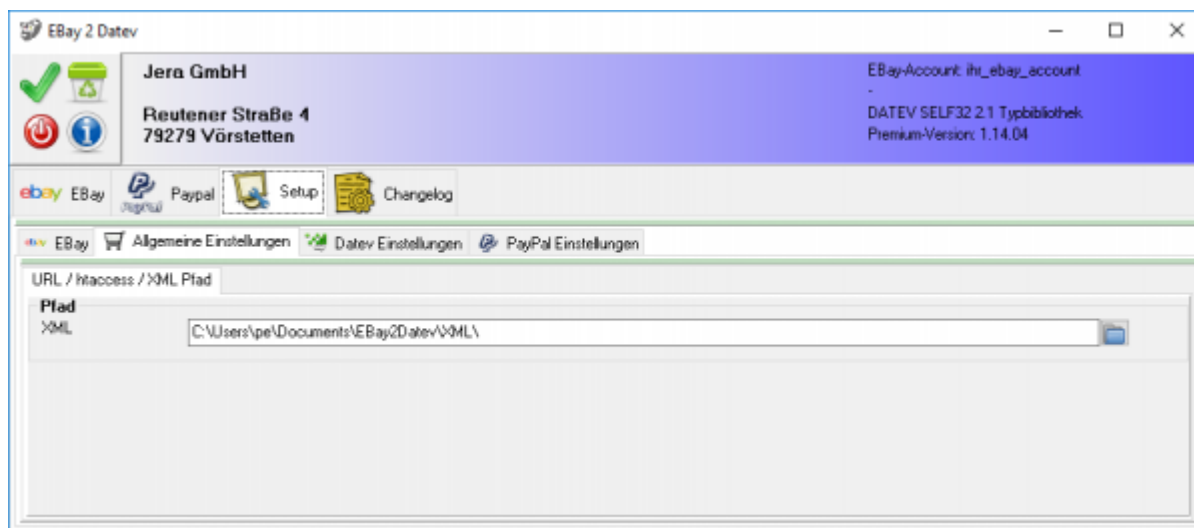 EBay 2 Datev
Jera GmbH
Reutener Straße 4
79279 Vörstetten
EBay-Account: ihr_ebay_account
-
DATEV SELF32 2.1 Typbibliothek
Premium-Version: 1.14.04
ebay EBay PayPal Paypal Setup Changelog
ebay EBay Allgemeine Einstellungen Datev Einstellungen PayPal Einstellungen
URL / htaccess / XML Pfad
Pfad
XML C:\Users\pe\Documents\EBay2Datev\XML\